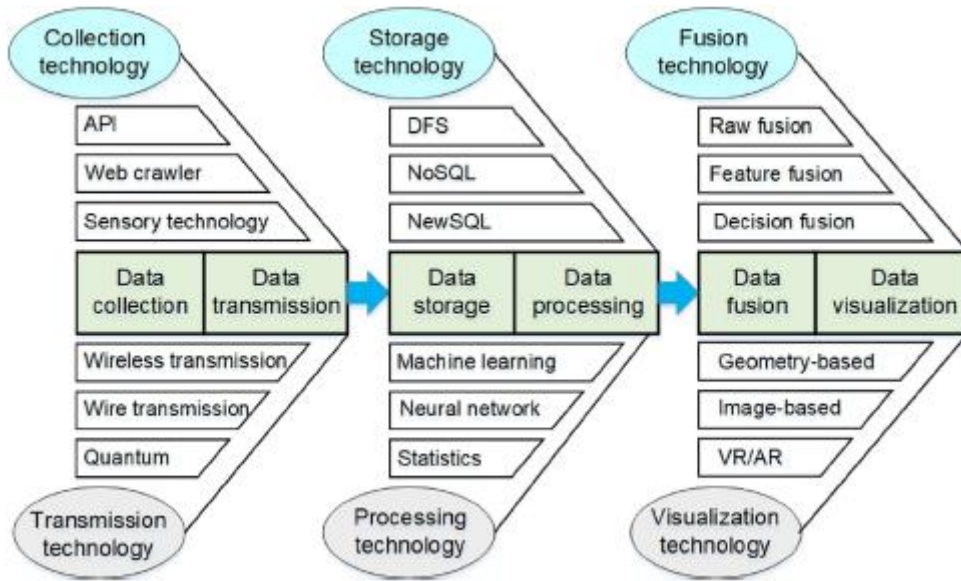 Collection
technology
Storage
technology
Fusion
technology
API
Web crawler
Sensory technology
DFS
NoSQL
NewSQL
Raw fusion
Feature fusion
Decision fusion
Data
collection
Data
transmission
Data
storage
Data
processing
Data
fusion
Data
visualization
Wireless transmission
Wire transmission
Quantum
Machine learning
Neural network
Statistics
Geometry-based
Image-based
VR/AR
Transmission
technology
Processing
technology
Visualization
technology